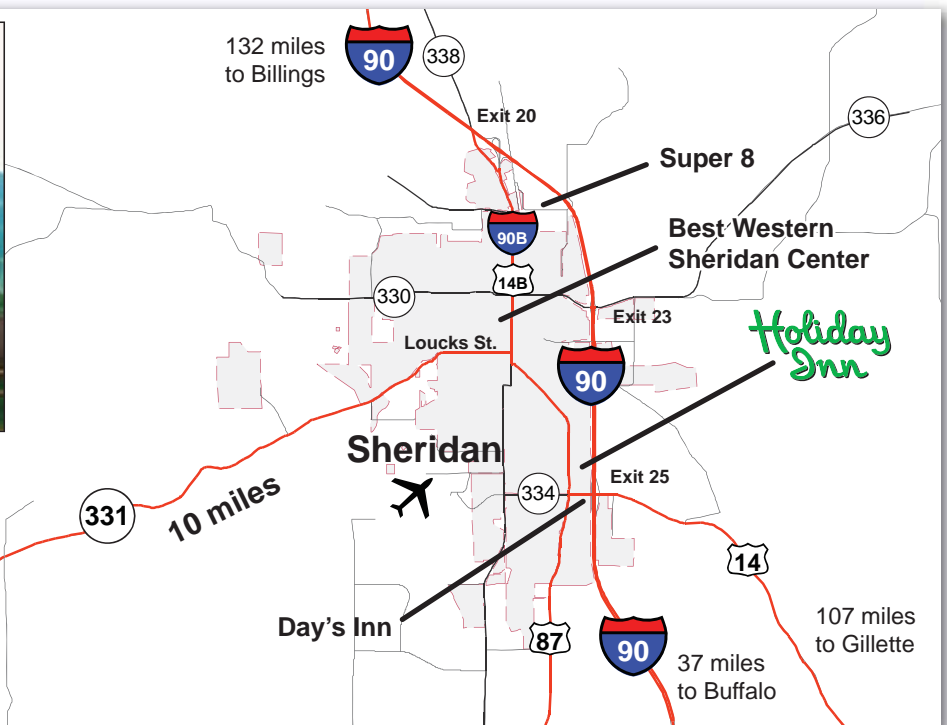 132 miles
to Billings
90
338
Exit 20
336
Super 8
90B
Best Western
Sheridan Center
14B
330
Exit 23
Loucks St.
Holiday
Inn
90
Sheridan
Exit 25
334
331
10 miles
14
Day's Inn
87
90
107 miles
to Gillette
37 miles
to Buffalo